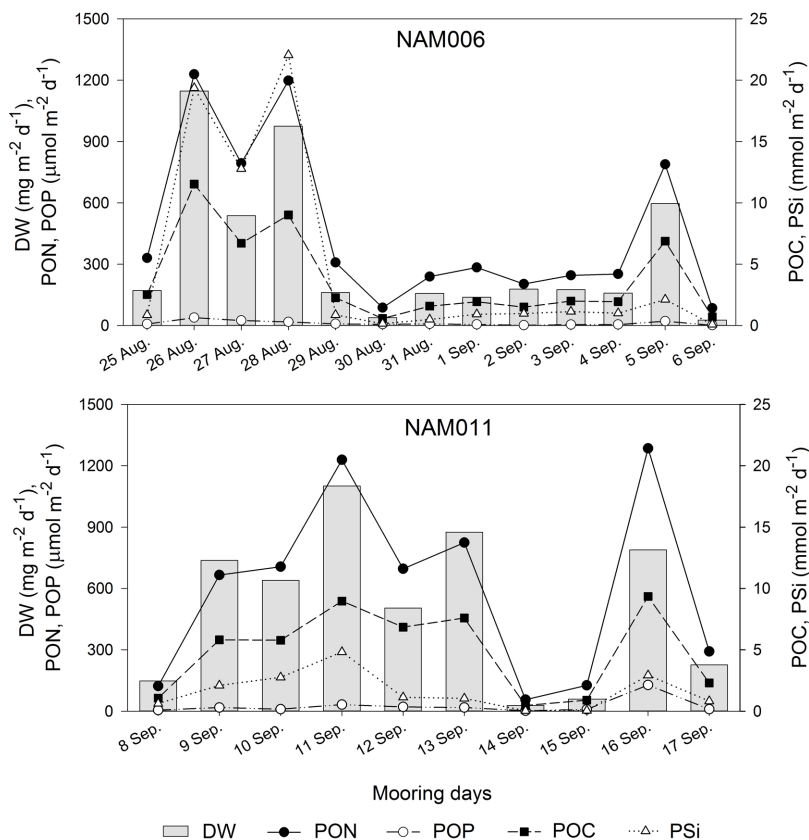 NAM006
DW (mg m⁻² d⁻¹),
PON, POP (µmol m⁻² d⁻¹)
1500
1200
900
600
300
0
25
20
15
10
5
0
POC, PSi (mmol m⁻² d⁻¹)
25 Aug. 26 Aug. 27 Aug. 28 Aug. 29 Aug. 30 Aug. 31 Aug. 1 Sep. 2 Sep. 3 Sep. 4 Sep. 5 Sep. 6 Sep.
NAM011
DW (mg m⁻² d⁻¹),
PON, POP (µmol m⁻² d⁻¹)
1500
1200
900
600
300
0
25
20
15
10
5
0
POC, PSi (mmol m⁻² d⁻¹)
8 Sep. 9 Sep. 10 Sep. 11 Sep. 12 Sep. 13 Sep. 14 Sep. 15 Sep. 16 Sep. 17 Sep.
Mooring days
DW PON POP POC PSi